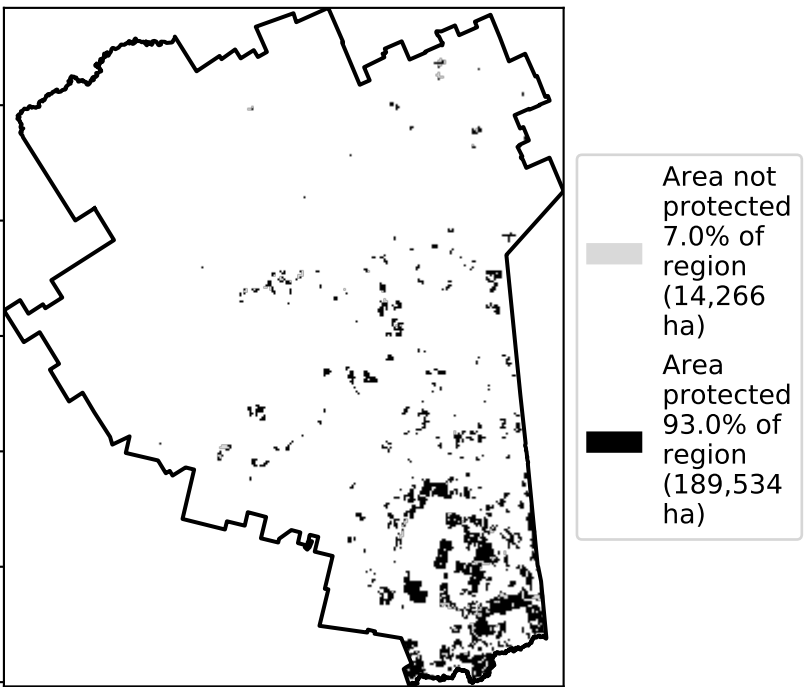 Area not
protected
7.0% of
region
(14,266
ha)
Area
protected
93.0% of
region
(189,534
ha)